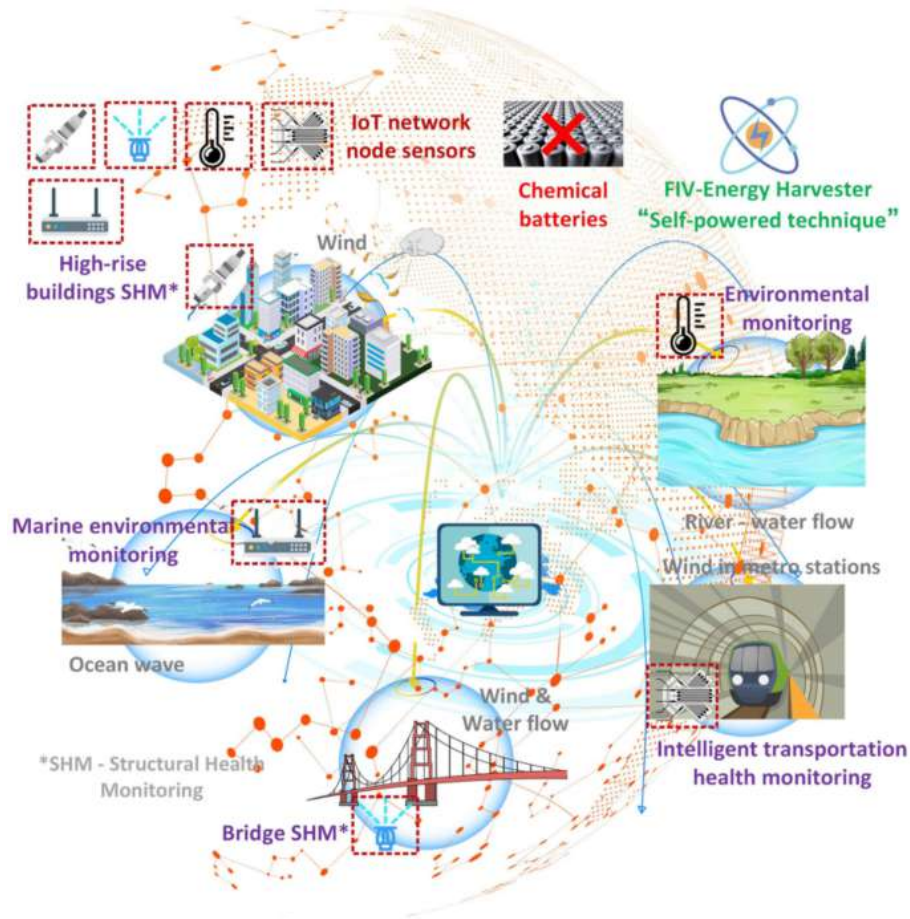 IoT network
node sensors
Chemical
batteries
FIV-Energy Harvester
“Self-powered technique”
High-rise
buildings SHM*
Wind
Environmental
monitoring
Marine environmental
monitoring
River - water flow
Wind in metro stations
Ocean wave
Wind &
Water flow
*SHM - Structural Health
Monitoring
Intelligent transportation
health monitoring
Bridge SHM*